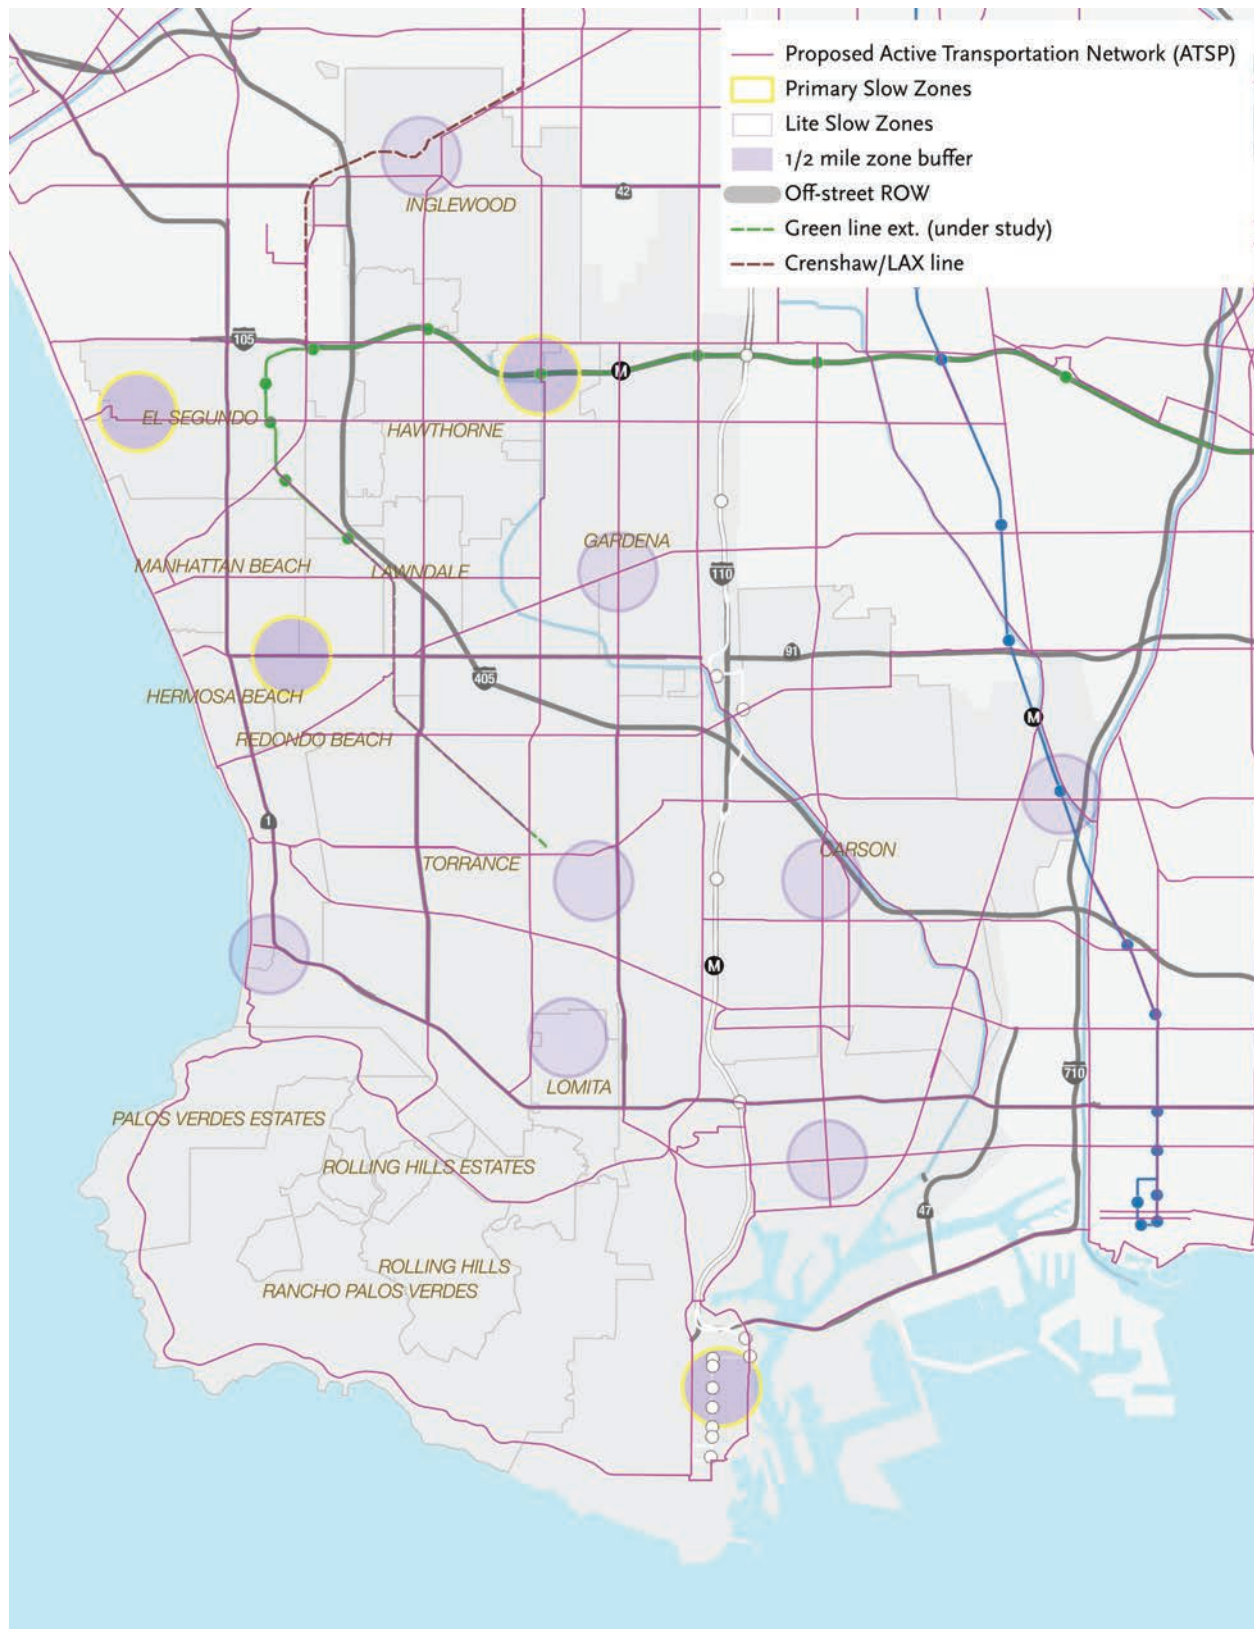 Proposed Active Transportation Network (ATSP)
Primary Slow Zones
Lite Slow Zones
1/2 mile zone buffer
Off-street ROW
Green line ext. (under study)
Crenshaw/LAX line
42
INGLEWOOD
105
M
EL SEGUNDO
HAWTHORNE
GARDENA
MANHATTAN BEACH
LAWNDALE
110
91
405
HERMOSA BEACH
M
REDONDO BEACH
1
CARSON
TORRANCE
M
710
LOMITA
PALOS VERDES ESTATES
ROLLING HILLS ESTATES
47
ROLLING HILLS
RANCHO PALOS VERDES